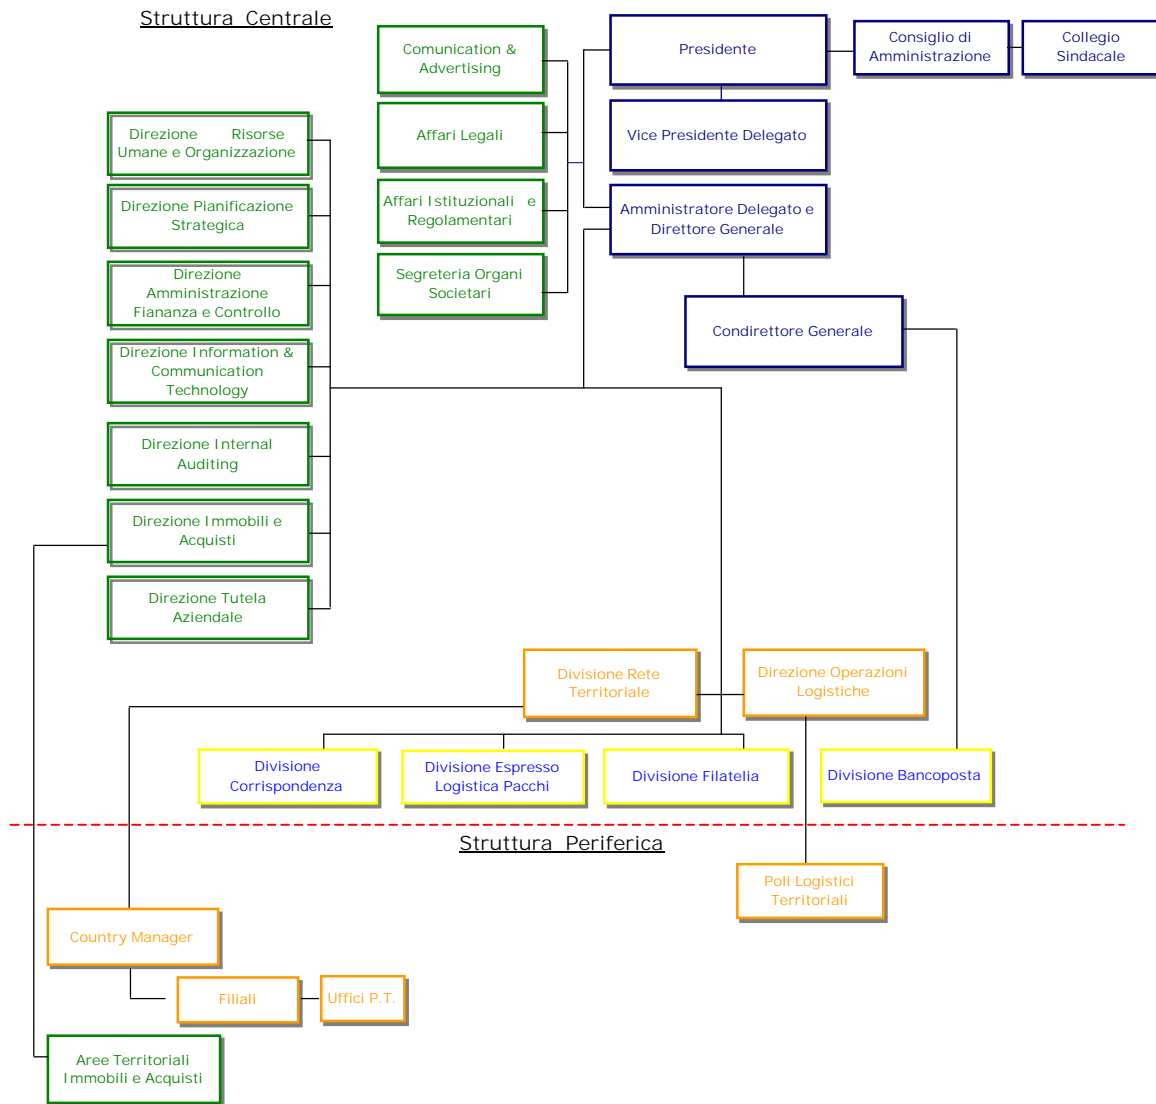 Struttura Centrale
Comunication &
Advertising
Affari Legali
Affari Istituzionali e
Regolamentari
Segreteria Organi
Societari
Presidente
Consiglio di
Amministrazione
Collegio
Sindacale
Vice Presidente Delegato
Amministratore Delegato e
Direttore Generale
Condirettore Generale
Direzione Risorse
Umane e Organizzazione
Direzione Pianificazione
Strategica
Direzione
Amministrazione
Fiananza e Controllo
Direzione Information &
Communication
Technology
Direzione Internal
Auditing
Direzione Immobili e
Acquisti
Direzione Tutela
Aziendale
Divisione Rete
Territoriale
Direzione Operazioni
Logistiche
Divisione
Corrispondenza
Divisione Espresso
Logistica Pacchi
Divisione Filatelia
Divisione Bancoposta
Struttura Periferica
Poli Logistici
Territoriali
Country Manager
Filiali
Uffici P.T.
Aree Territoriali
Immobili e Acquisti